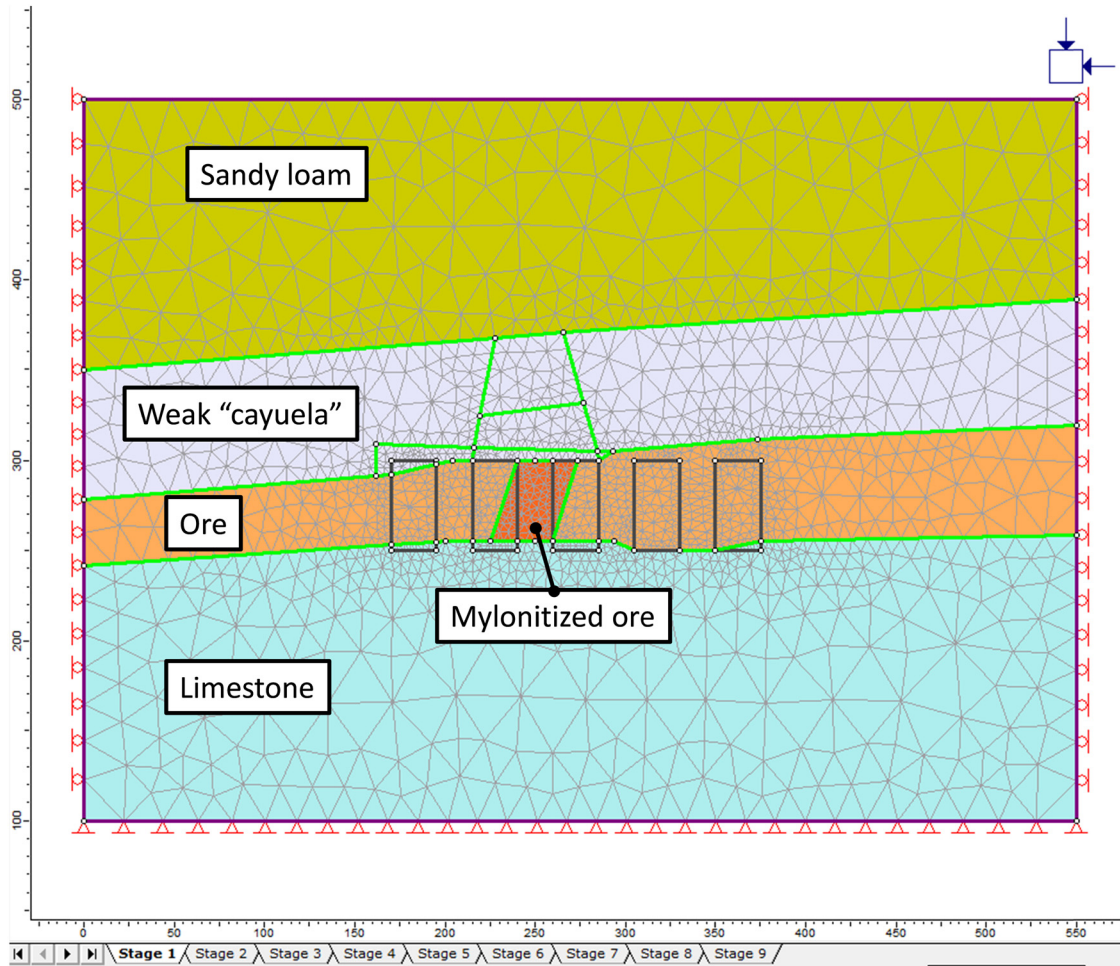 500
Sandy loam
400
Weak “cayuela”
300
Ore
Mylonitized ore
200
Limestone
100
0 50 100 150 200 250 300 350 400 450 500 550
Stage 1 Stage 2 Stage 3 Stage 4 Stage 5 Stage 6 Stage 7 Stage 8 Stage 9